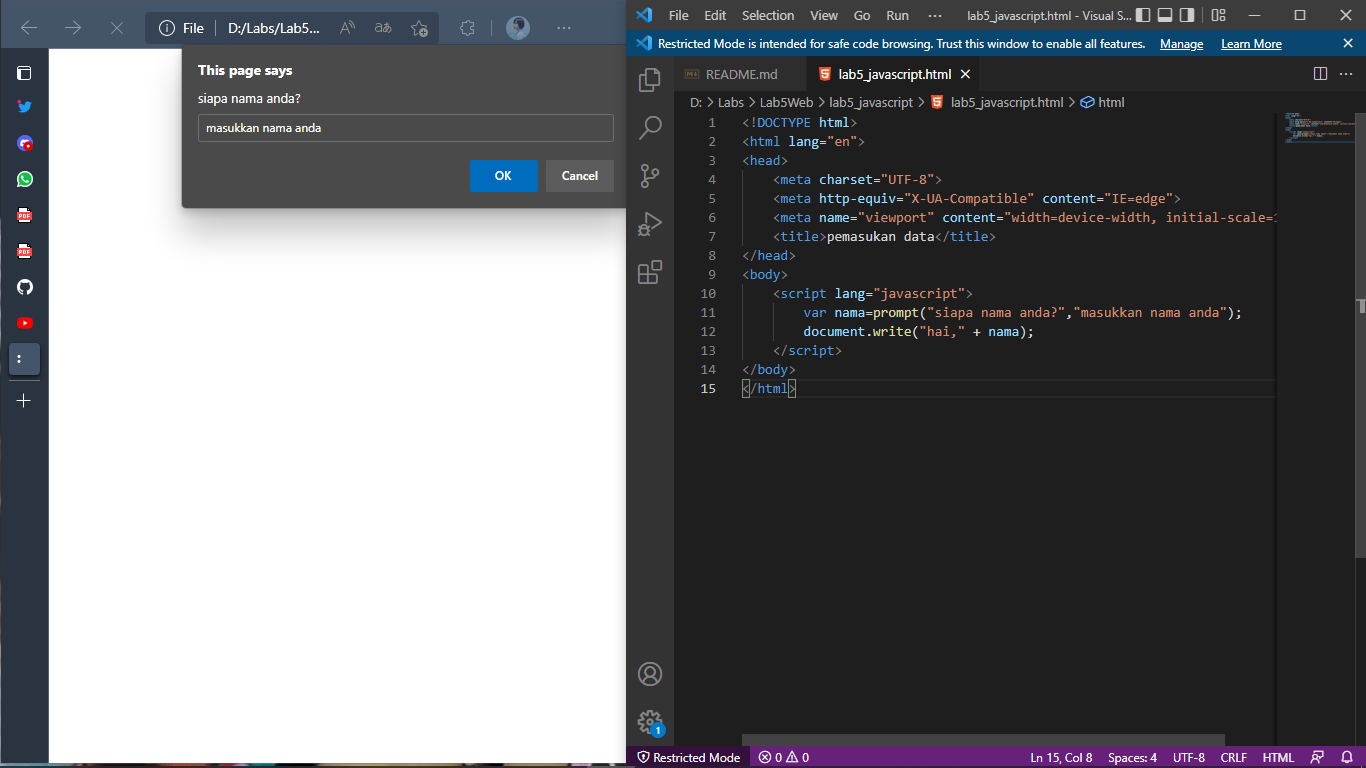 File D:/Labs/Lab5...
This page says
siapa nama anda?
masukkan nama anda
OK Cancel
PDF
PDF
File Edit Selection View Go Run ··· lab5_javascript.html - Visual S...
Restricted Mode is intended for safe code browsing. Trust this window to enable all features. Manage Learn More
README.md lab5_javascript.html
D: > Labs > Lab5Web > lab5_javascript > lab5_javascript.html > html
1 <!DOCTYPE html>
2 <html lang="en">
3 <head>
4 <meta charset="UTF-8">
5 <meta http-equiv="X-UA-Compatible" content="IE=edge">
6 <meta name="viewport" content="width=device-width, initial-scale=1
7 <title>pemasukan data</title>
8 </head>
9 <body>
10 <script lang="javascript">
11 var nama=prompt("siapa nama anda?","masukkan nama anda");
12 document.write("hai," + nama);
13 </script>
14 </body>
15 </html>
1
Restricted Mode 0 0 Ln 15, Col 8 Spaces: 4 UTF-8 CRLF HTML